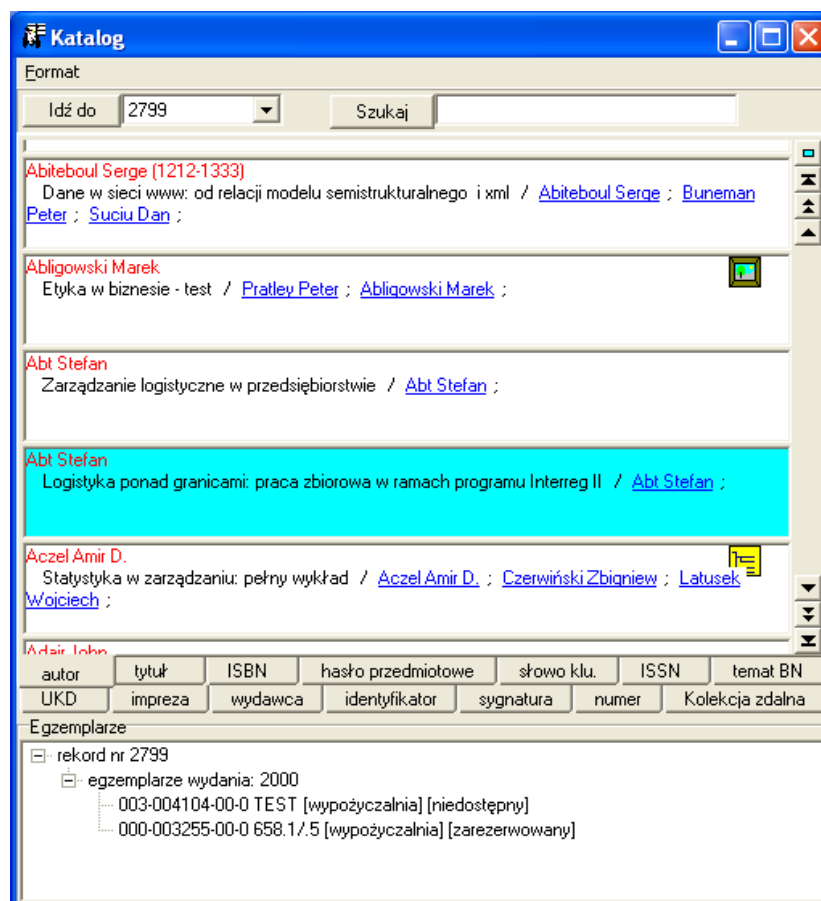 Katalog
Format
Idź do 2799 Szukaj
Abiteboul Serge (1212-1333)
Dane w sieci www: od relacji modelu semistrukturalnego i xml / Abiteboul Serge ; Buneman
Peter ; Suciu Dan ;
Abligowski Marek
Etyka w biznesie - test / Pratley Peter ; Abligowski Marek ;
Abt Stefan
Zarządzanie logistyczne w przedsiębiorstwie / Abt Stefan ;
Abt Stefan
Logistyka ponad granicami: praca zbiorowa w ramach programu Interreg II / Abt Stefan ;
Aczel Amir D.
Statystyka w zarządzaniu: pełny wykład / Aczel Amir D. ; Czerwiński Zbigniew ; Latusek
Wojciech ;
Adair John
autor tytuł ISBN hasło przedmiotowe słowo klu. ISSN temat BN
UKD impreza wydawca identyfikator sygnatura numer Kolekcja zdalna
Egzemplarze
rekord nr 2799
egzemplarze wydania: 2000
003-004104-00-0 TEST [wypożyczalnia] [niedostępny]
000-003255-00-0 658.1/.5 [wypożyczalnia] [zarezerwowany]